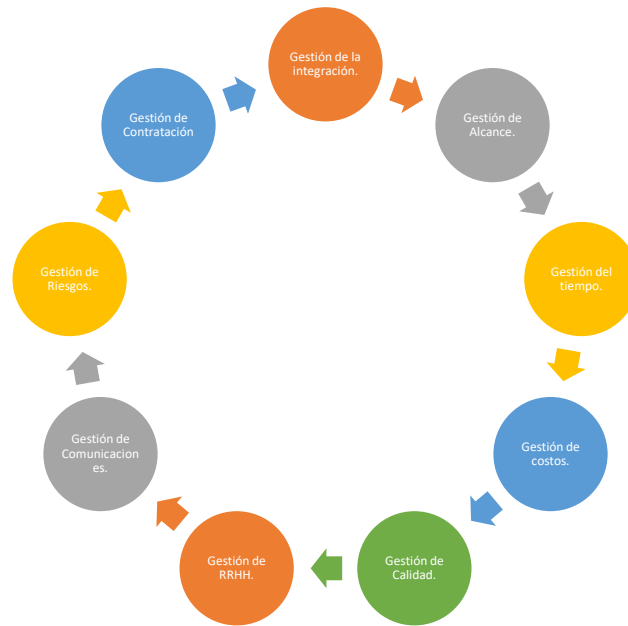 Gestión de la
integración.
Gestión de
Alcance.
Gestión del
tiempo.
Gestión de
costos.
Gestión de
Calidad.
Gestión de
RRHH.
Gestión de
Comunicacion
es.
Gestión de
Riesgos.
Gestión de
Contratación